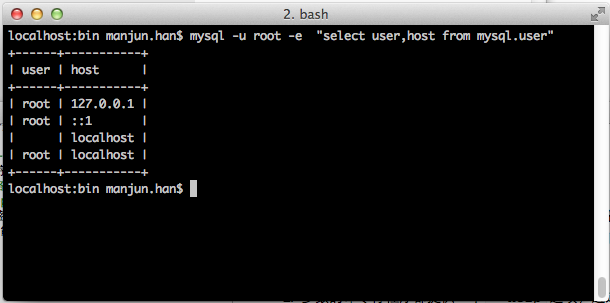 2. bash
localhost:bin manjun.han$ mysql -u root -e  "select user,host from mysql.user"
+------+-----------+
| user | host      |
+------+-----------+
| root | 127.0.0.1 |
| root | ::1       |
|      | localhost |
| root | localhost |
+------+-----------+
localhost:bin manjun.han$